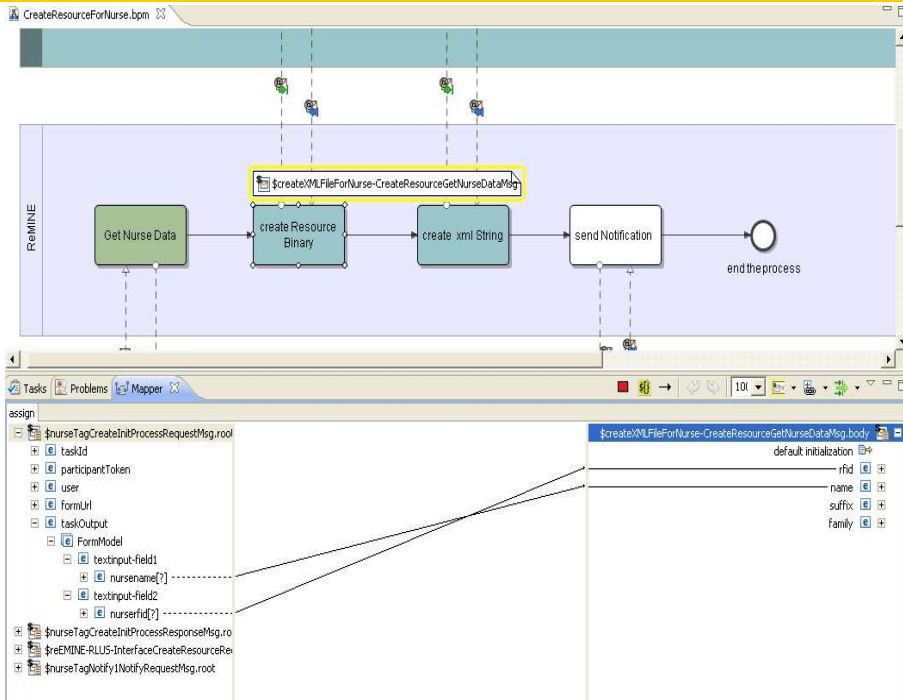 CreateResourceForNurse.bpm
ReMINE
$createXMLFileForNurse-CreateResourceGetNurseDataMsg
Get Nurse Data
create Resource
Binary
create xml String
send Notification
end the process
Tasks Problems Mapper
assign
$nurseTagCreateInitProcessRequestMsg.root
taskId
participantToken
user
formUrl
taskOutput
FormModel
textinput-field1
nursename[?]
textinput-field2
nurserfid[?]
$nurseTagCreateInitProcessResponseMsg.ro
$reEMINE-RLUS-InterfaceCreateResourceRe
$nurseTagNotify1NotifyRequestMsg.root
$createXMLFileForNurse-CreateResourceGetNurseDataMsg.body
default initialization
rfid
name
suffix
family